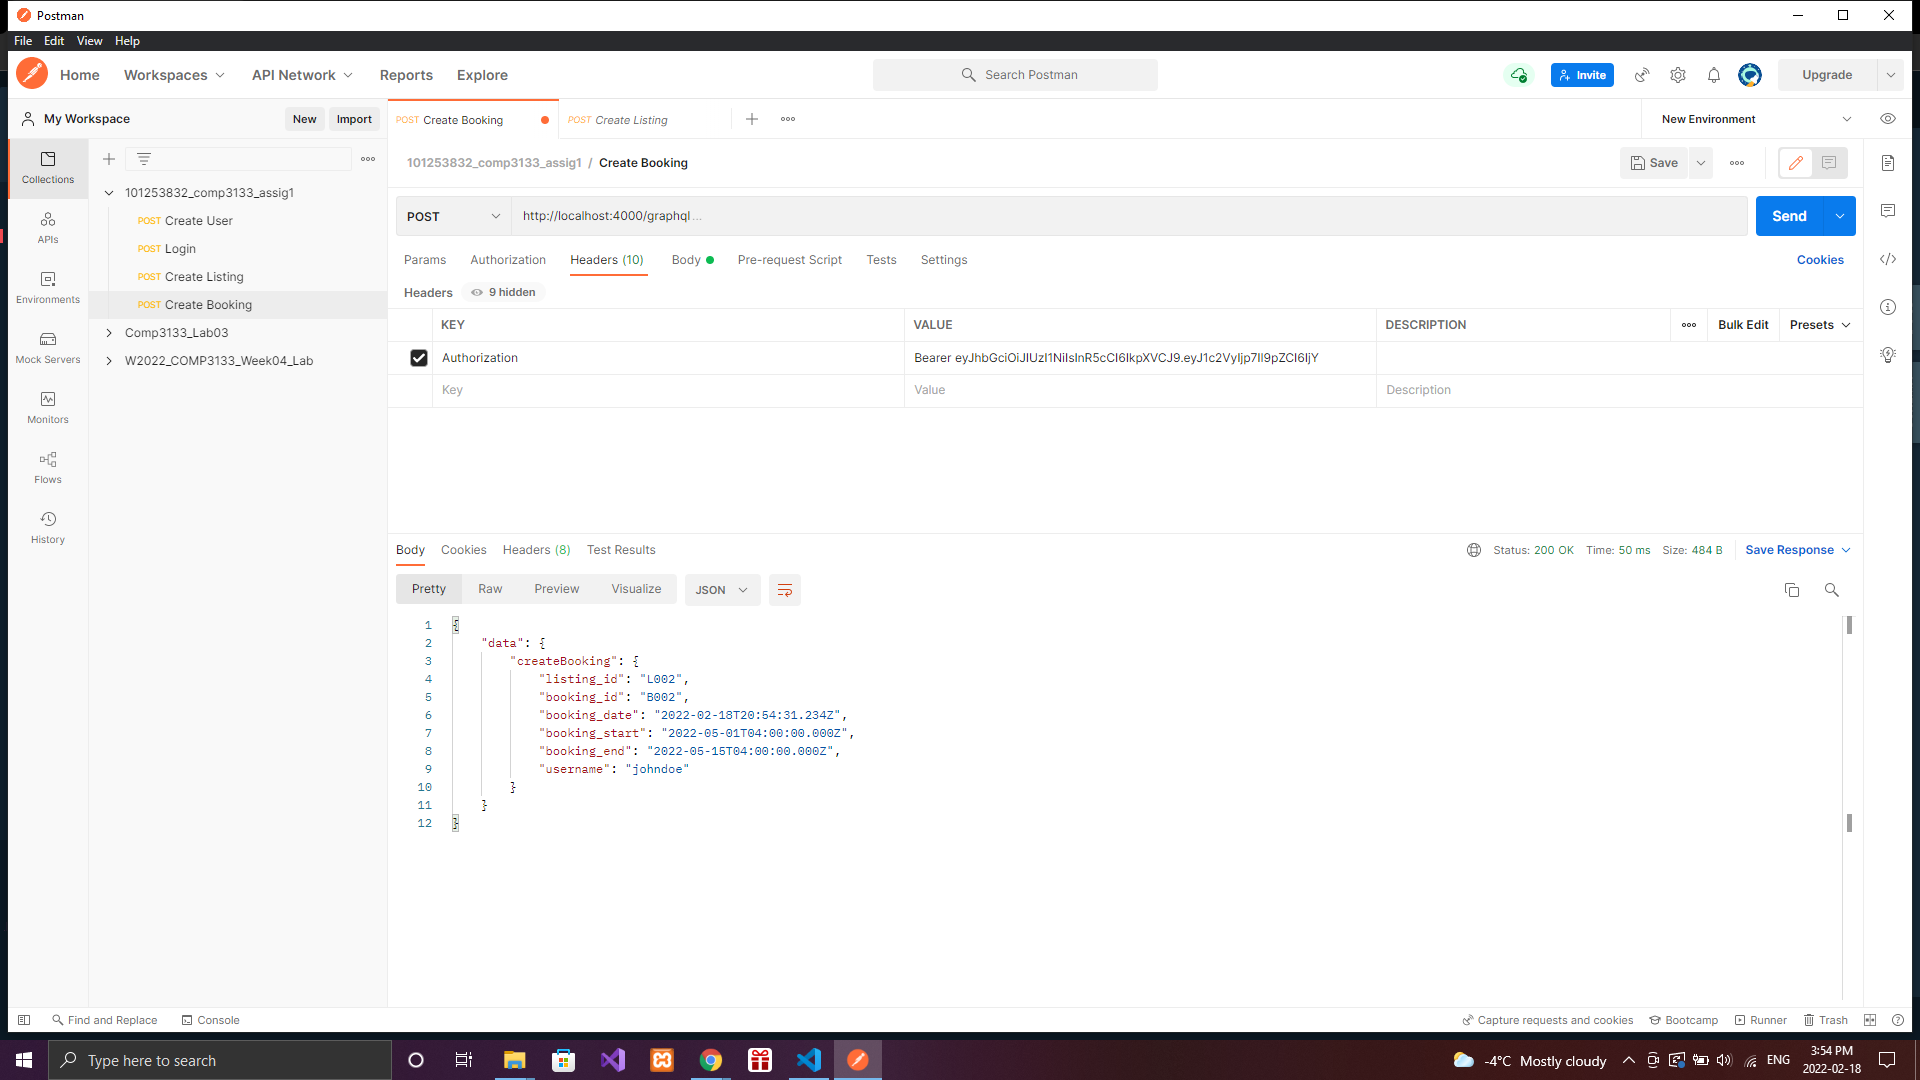 Postman
File Edit View Help
Home Workspaces API Network Reports Explore
Search Postman
Invite
Upgrade
My Workspace
New
Import
POST Create Booking
POST Create Listing
New Environment
Collections
APIs
Environments
Mock Servers
Monitors
Flows
History
101253832_comp3133_assig1
POST Create User
POST Login
POST Create Listing
POST Create Booking
Comp3133_Lab03
W2022_COMP3133_Week04_Lab
101253832_comp3133_assig1 / Create Booking
Save
POST
http://localhost:4000/graphql...
Send
Params Authorization Headers (10) Body Pre-request Script Tests Settings
Cookies
Headers 9 hidden
KEY VALUE DESCRIPTION
Bulk Edit Presets
Authorization Bearer eyJhbGciOiJIUzI1NiIsInR5cCI6IkpXVCJ9.eyJ1c2VyIjp7Il9pZCI6IjY
Key Value Description
Body Cookies Headers (8) Test Results
Status: 200 OK Time: 50 ms Size: 484 B Save Response
Pretty Raw Preview Visualize JSON
1 {
2 "data": {
3 "createBooking": {
4 "listing_id": "L002",
5 "booking_id": "B002",
6 "booking_date": "2022-02-18T20:54:31.234Z",
7 "booking_start": "2022-05-01T04:00:00.000Z",
8 "booking_end": "2022-05-15T04:00:00.000Z",
9 "username": "johndoe"
10 }
11 }
12 }
Find and Replace Console
Capture requests and cookies Bootcamp Runner Trash
Type here to search
-4°C Mostly cloudy
ENG
3:54 PM
2022-02-18